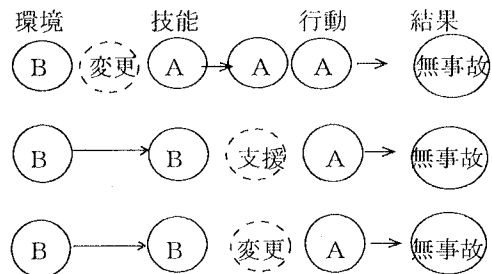 環境 技能 行動 結果
B 変更 A → A A → 無事故
B → B 支援 A → 無事故
B → B 変更 A → 無事故